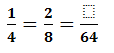 1/4 = 2/8 = □/64